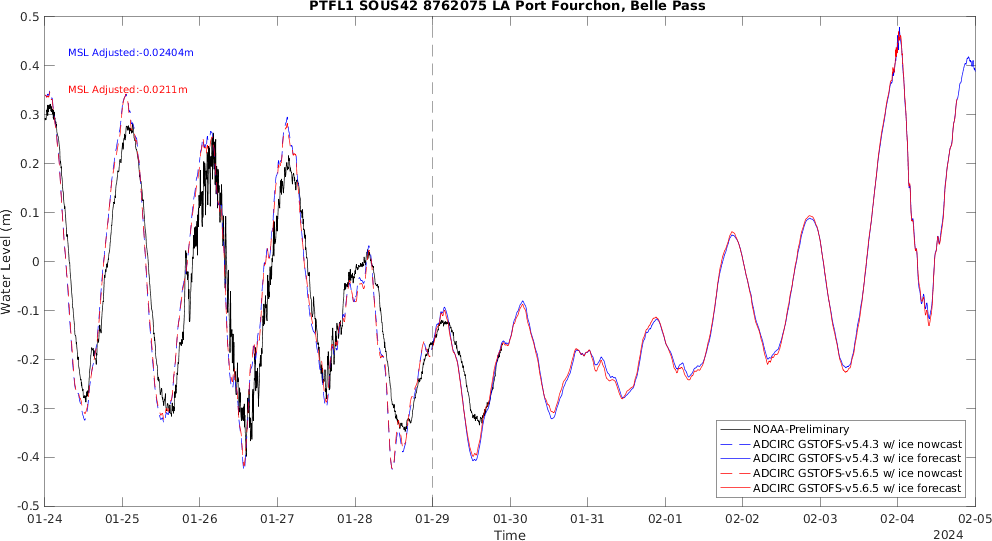 PTFL1 SOUS42 8762075 LA Port Fourchon, Belle Pass
0.5
0.4
0.3
0.2
0.1
0
-0.1
-0.2
-0.3
-0.4
-0.5
Water Level (m)
MSL Adjusted:-0.02404m
MSL Adjusted:-0.0211m
NOAA-Preliminary
ADCIRC GSTOFS-v5.4.3 w/ ice nowcast
ADCIRC GSTOFS-v5.4.3 w/ ice forecast
ADCIRC GSTOFS-v5.6.5 w/ ice nowcast
ADCIRC GSTOFS-v5.6.5 w/ ice forecast
01-24 01-25 01-26 01-27 01-28 01-29 01-30 01-31 02-01 02-02 02-03 02-04 02-05
Time
2024